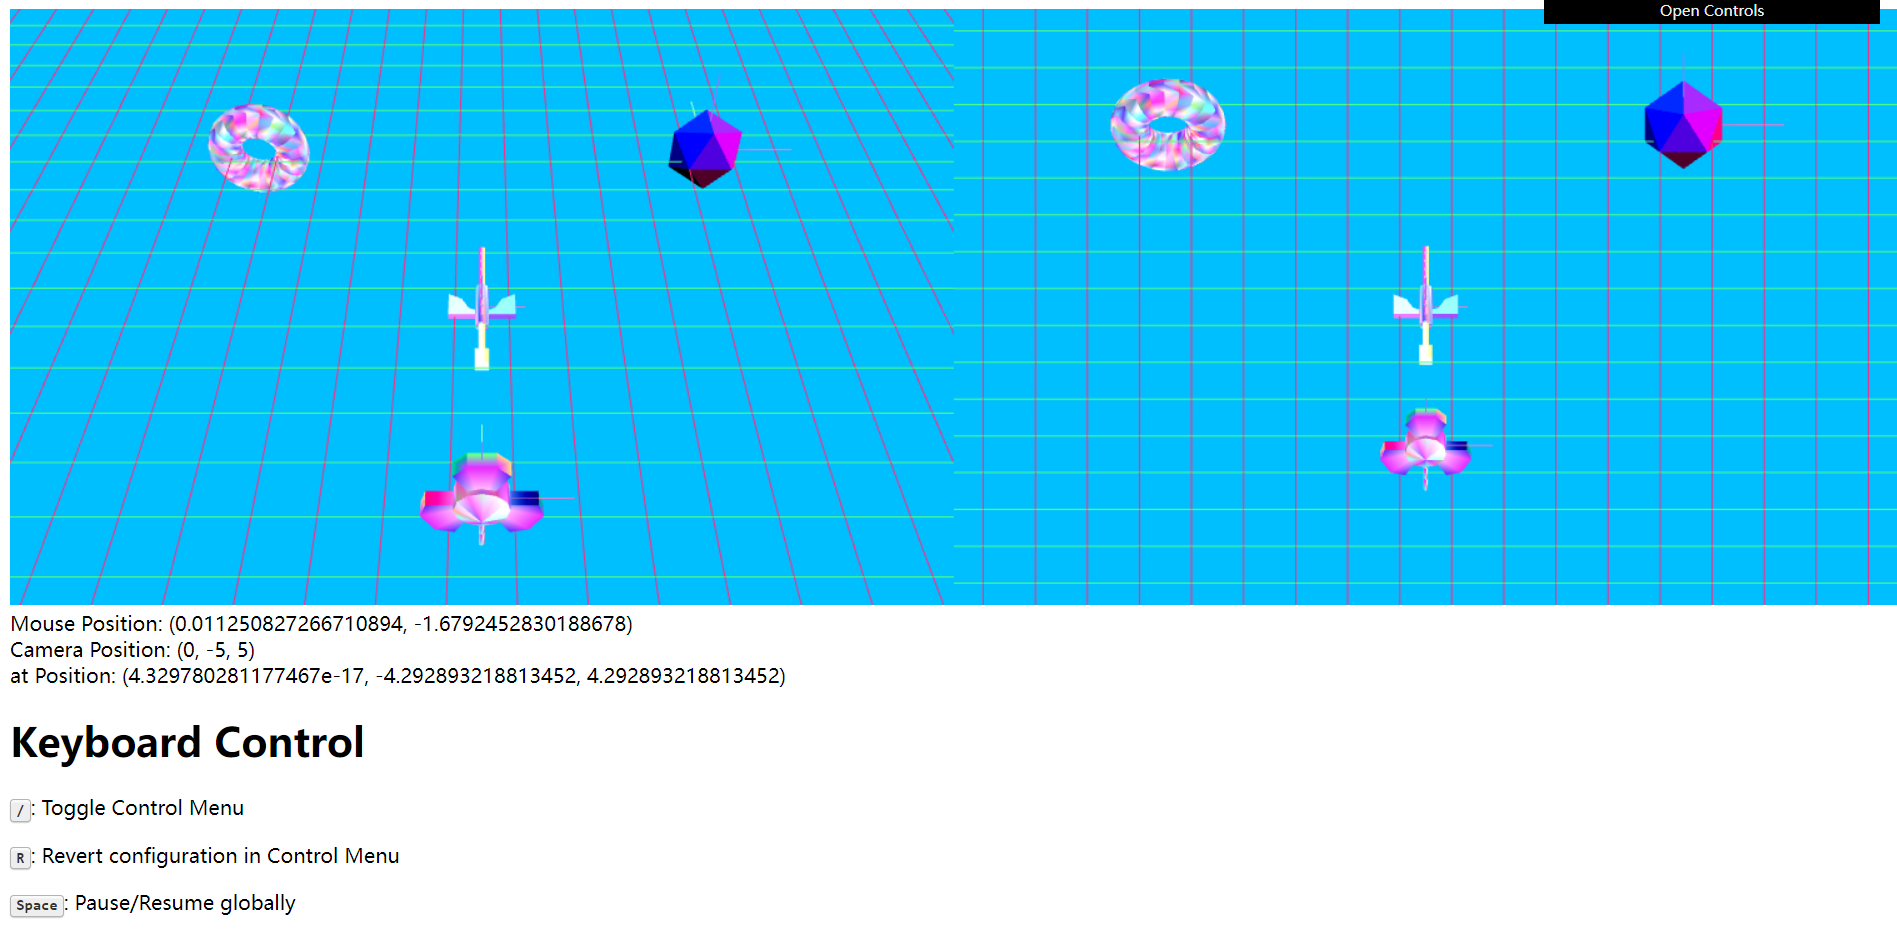 Open Controls
Mouse Position: (0.011250827266710894, -1.6792452830188678)
Camera Position: (0, -5, 5)
at Position: (4.329780281177467e-17, -4.292893218813452, 4.292893218813452)
Keyboard Control
/: Toggle Control Menu
R: Revert configuration in Control Menu
Space: Pause/Resume globally